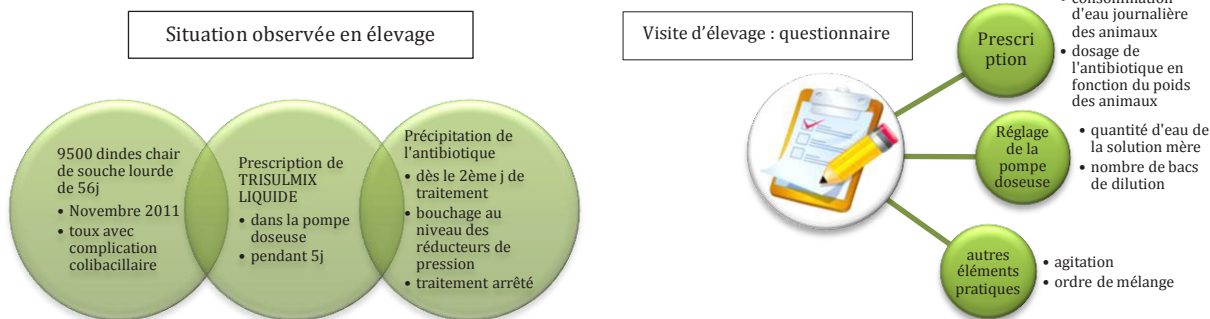 Situation observée en élevage
9500 dindes chair
de souche lourde
de 56j
• Novembre 2011
• toux avec
complication
colibacillaire
Prescription de
TRISULMIX
LIQUIDE
• dans la pompe
doseuse
• pendant 5j
Précipitation de
l'antibiotique
• dès le 2ème j de
traitement
• bouchage au
niveau des
réducteurs de
pression
• traitement arrêté
Visite d'élevage : questionnaire
Prescri
ption
• consommation
d'eau journalière
des animaux
• dosage de
l'antibiotique en
fonction du poids
des animaux
Réglage
de la
pompe
doseuse
• quantité d'eau de
la solution mère
• nombre de bacs
de dilution
autres
éléments
pratiques
• agitation
• ordre de mélange